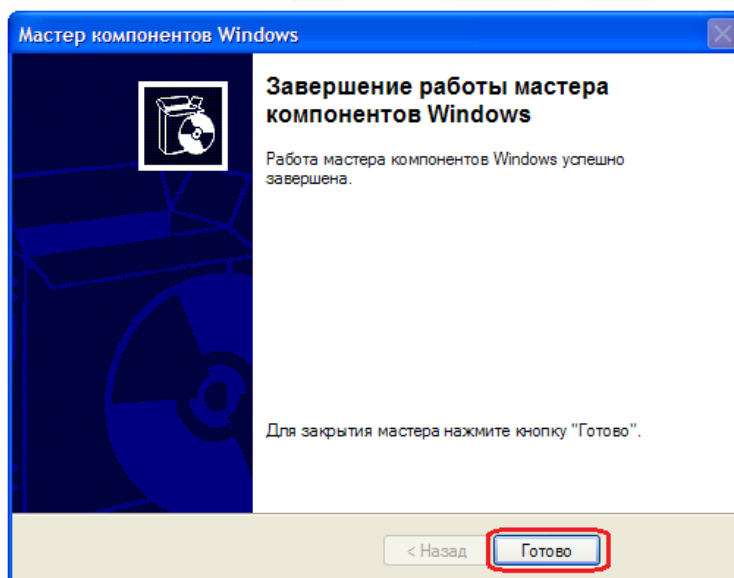 Мастер компонентов Windows
Завершение работы мастера
компонентов Windows
Работа мастера компонентов Windows успешно
завершена.
Для закрытия мастера нажмите кнопку "Готово".
< Назад
Готово